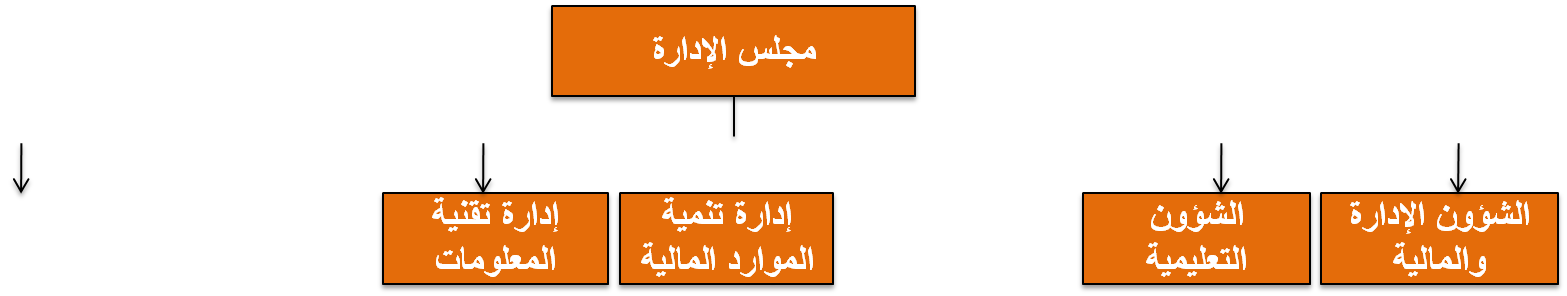 مجلس الإدارة
الشؤون الإدارة
والمالية
الشؤون
التعليمية
إدارة تنمية
الموارد المالية
إدارة تقنية
المعلومات